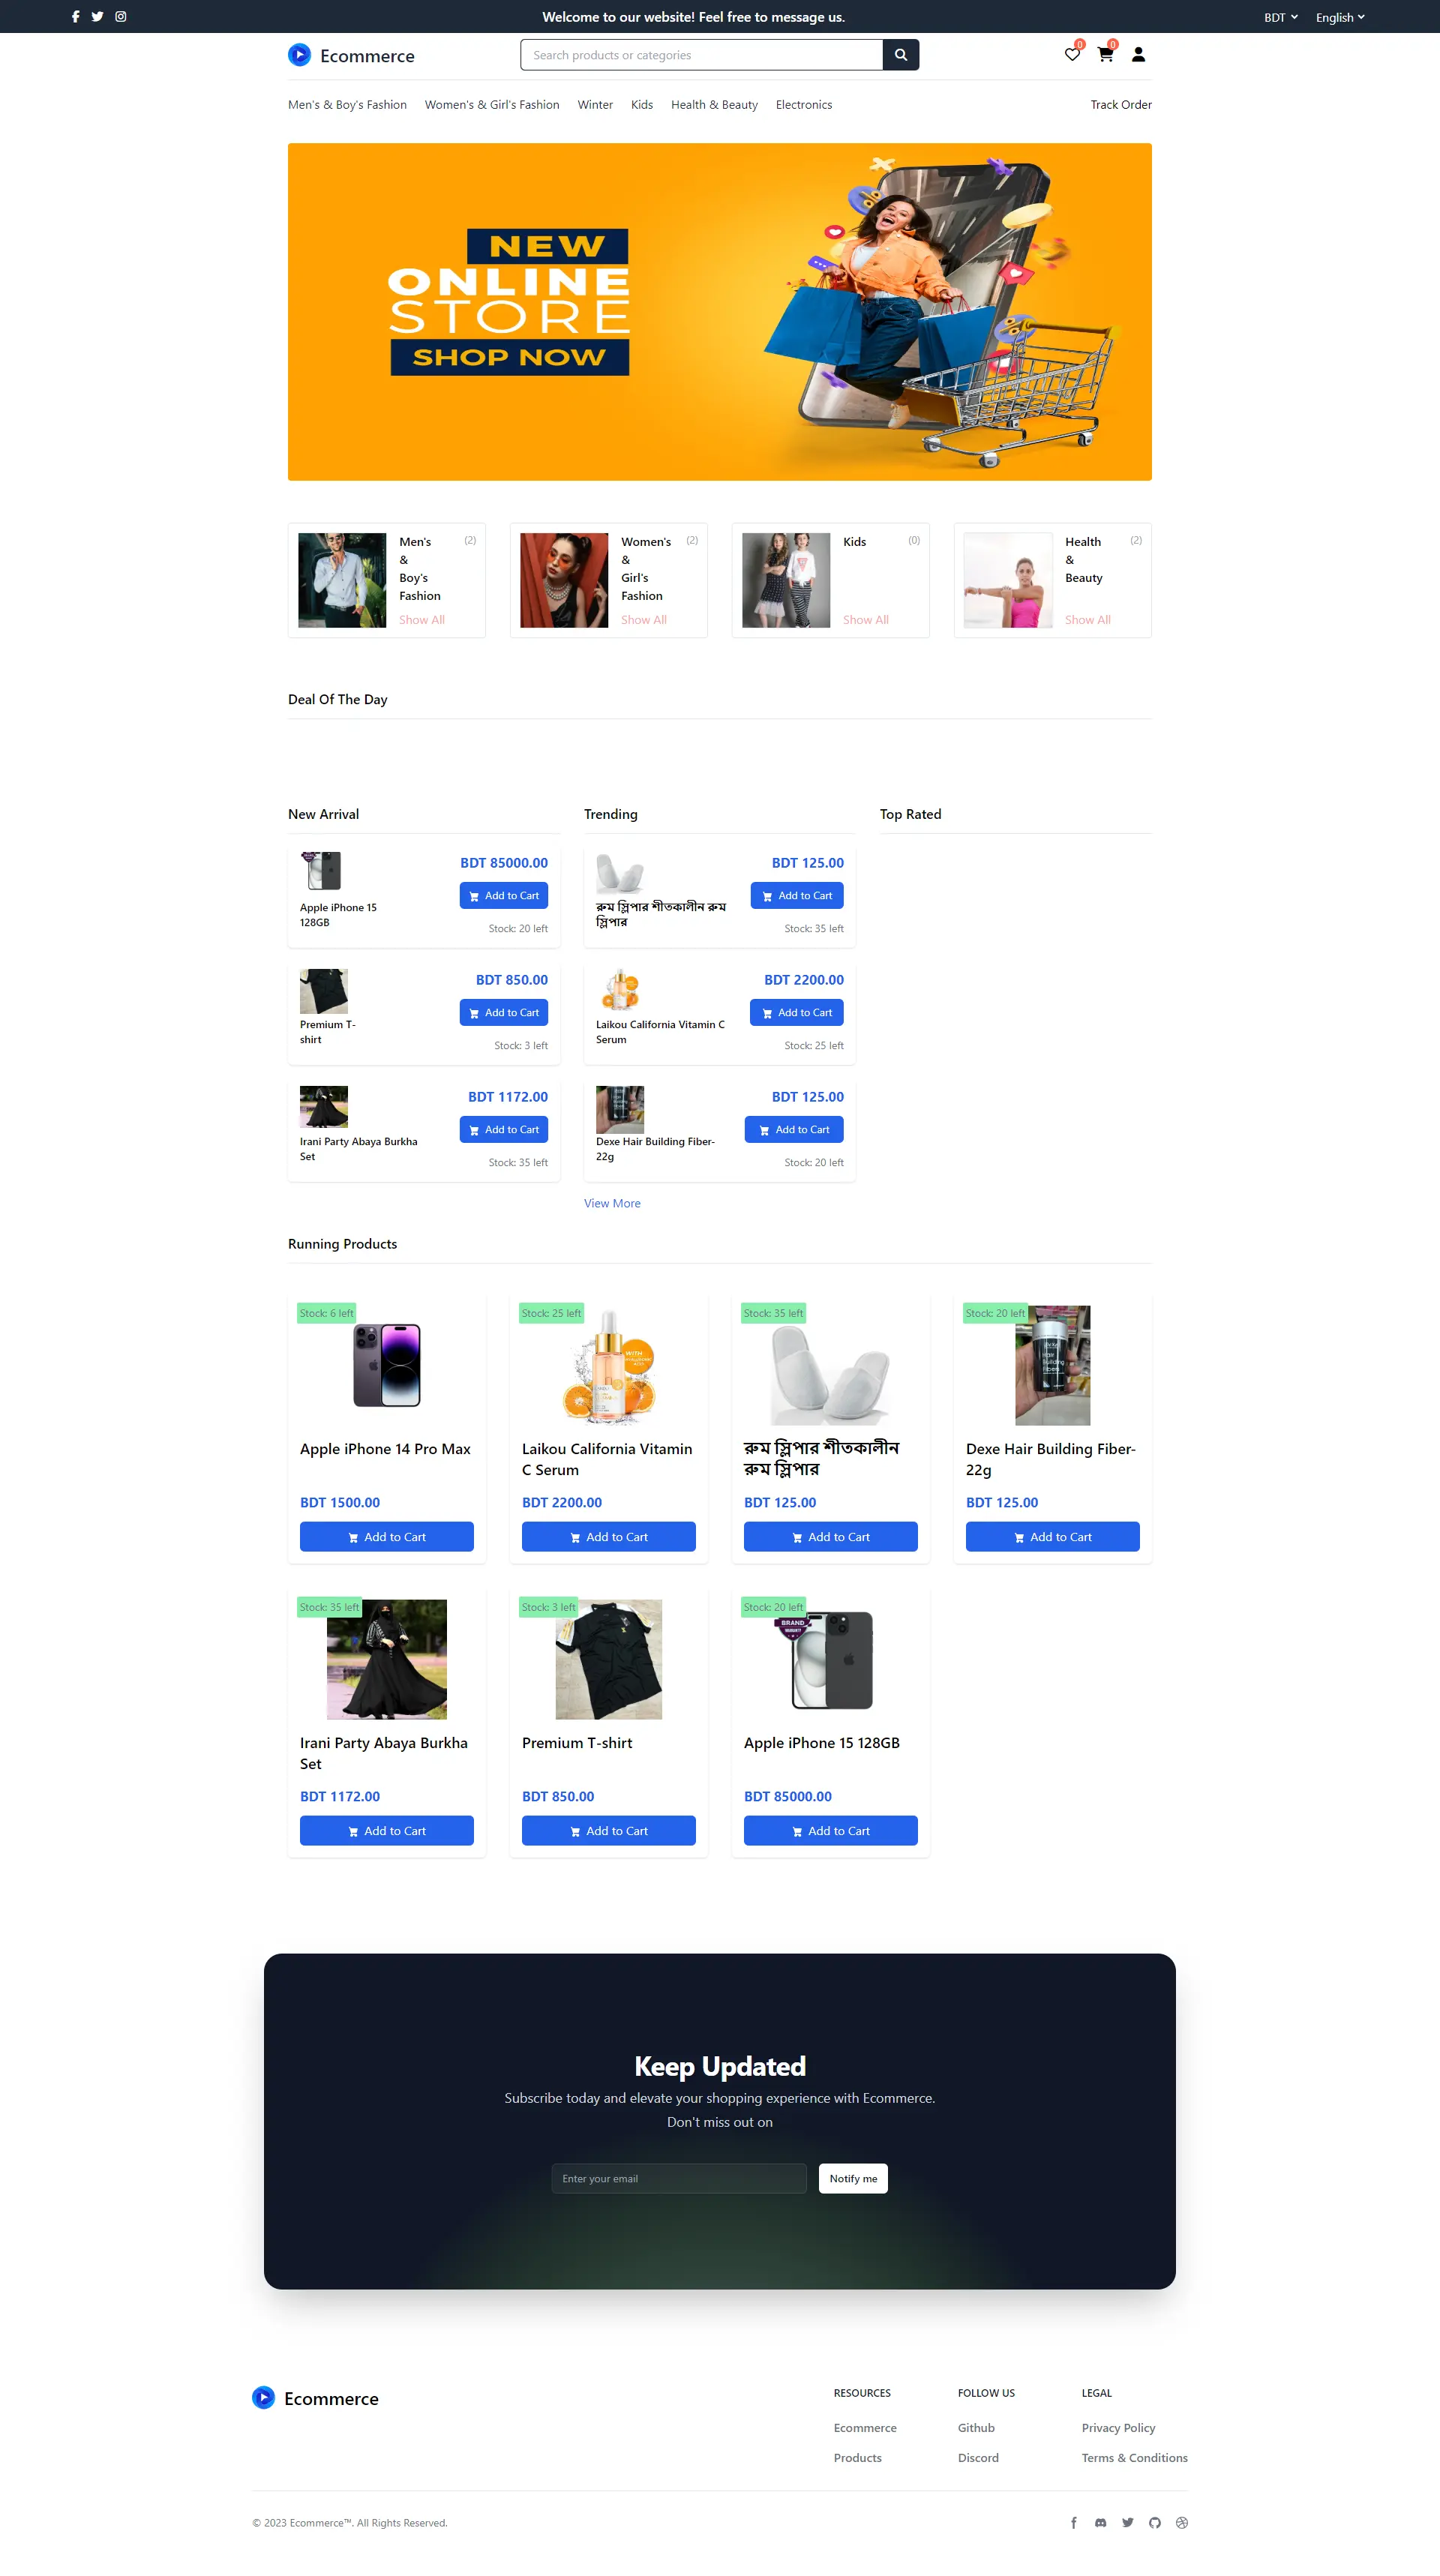 Welcome to our website! Feel free to message us.
BDT
English
Ecommerce
Search products or categories
0
0
Men's & Boy's Fashion
Women's & Girl's Fashion
Winter
Kids
Health & Beauty
Electronics
Track Order
NEW
ONLINE
STORE
SHOP NOW
Men's
&
Boy's
Fashion
(2)
Show All
Women's
&
Girl's
Fashion
(2)
Show All
Kids
(0)
Show All
Health
&
Beauty
(2)
Show All
Deal Of The Day
New Arrival
BDT 85000.00
Add to Cart
Apple iPhone 15
128GB
Stock: 20 left
BDT 850.00
Add to Cart
Premium T-
shirt
Stock: 3 left
BDT 1172.00
Add to Cart
Irani Party Abaya Burkha
Set
Stock: 35 left
Trending
BDT 125.00
Add to Cart
রুম স্লিপার শীতকালীন রুম
স্লিপার
Stock: 35 left
BDT 2200.00
Add to Cart
Laikou California Vitamin C
Serum
Stock: 25 left
BDT 125.00
Add to Cart
Dexe Hair Building Fiber-
22g
Stock: 20 left
View More
Top Rated
Running Products
Stock: 6 left
Apple iPhone 14 Pro Max
BDT 1500.00
Add to Cart
Stock: 25 left
WITH
Laikou California Vitamin
C Serum
BDT 2200.00
Add to Cart
Stock: 35 left
রুম স্লিপার শীতকালীন
রুম স্লিপার
BDT 125.00
Add to Cart
Stock: 20 left
Hair
Building
Fibers
Dexe Hair Building Fiber-
22g
BDT 125.00
Add to Cart
Stock: 35 left
Irani Party Abaya Burkha
Set
BDT 1172.00
Add to Cart
Stock: 3 left
Premium T-shirt
BDT 850.00
Add to Cart
Stock: 20 left
BRAND
Apple iPhone 15 128GB
BDT 85000.00
Add to Cart
Keep Updated
Subscribe today and elevate your shopping experience with Ecommerce.
Don't miss out on
Enter your email
Notify me
Ecommerce
RESOURCES
Ecommerce
Products
FOLLOW US
Github
Discord
LEGAL
Privacy Policy
Terms & Conditions
© 2023 Ecommerce™. All Rights Reserved.